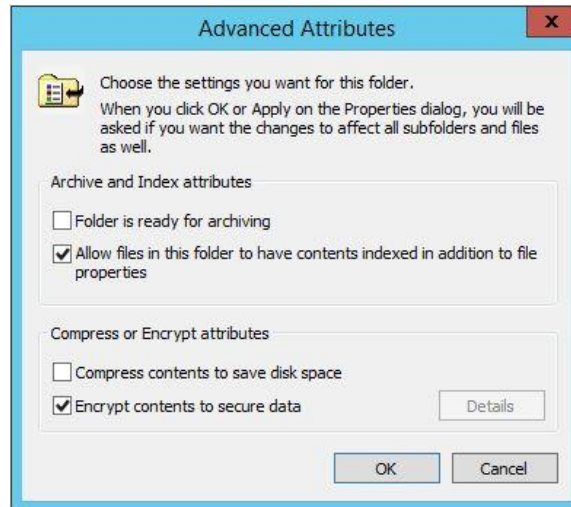 Advanced Attributes
x
Choose the settings you want for this folder.
When you click OK or Apply on the Properties dialog, you will be
asked if you want the changes to affect all subfolders and files
as well.
Archive and Index attributes
Folder is ready for archiving
Allow files in this folder to have contents indexed in addition to file
properties
Compress or Encrypt attributes
Compress contents to save disk space
Encrypt contents to secure data
Details
OK
Cancel